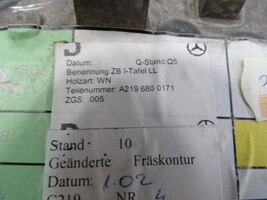 Datum: Q-Stand Q5
Benennung: ZB I-Tafel LL
Holzart: WN
Teilenummer: A219 680 0171
ZGS: .005
Stand 10
Geänderte Fräskontur
Datum: 1.02
C219 NR 4